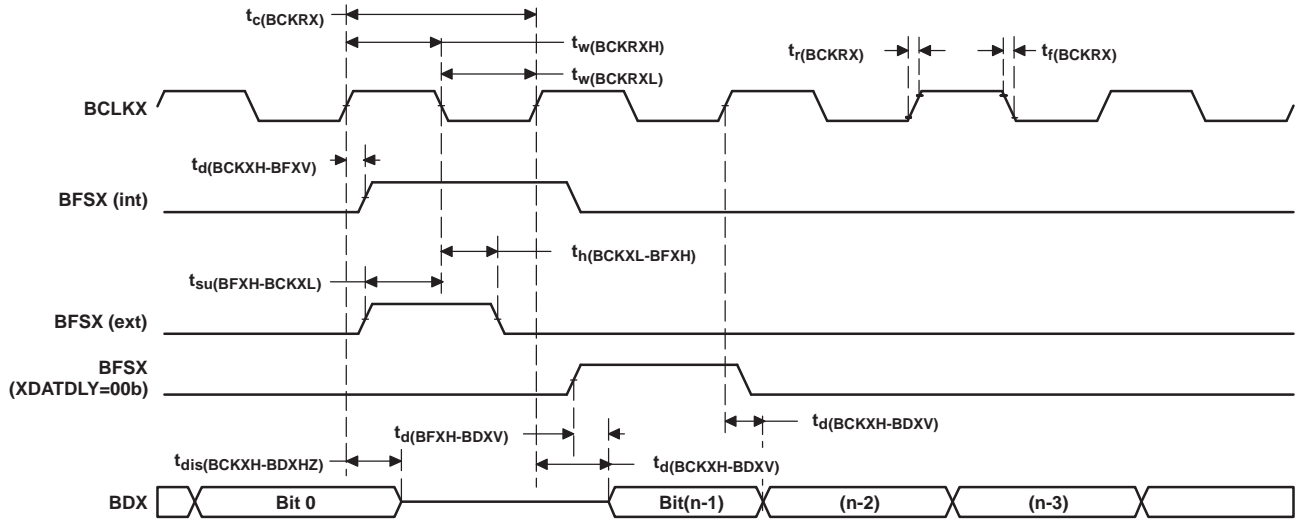 tc(BCKRX)
tw(BCKRXH)
tr(BCKRX)
tf(BCKRX)
tw(BCKRXL)
BCLKX
td(BCKXH-BFXV)
BFSX (int)
th(BCKXL-BFXH)
tsu(BFXH-BCKXL)
BFSX (ext)
BFSX
(XDATDLY=00b)
td(BCKXH-BDXV)
td(BFXH-BDXV)
tdis(BCKXH-BDXHZ)
td(BCKXH-BDXV)
BDX
Bit 0
Bit(n-1)
(n-2)
(n-3)